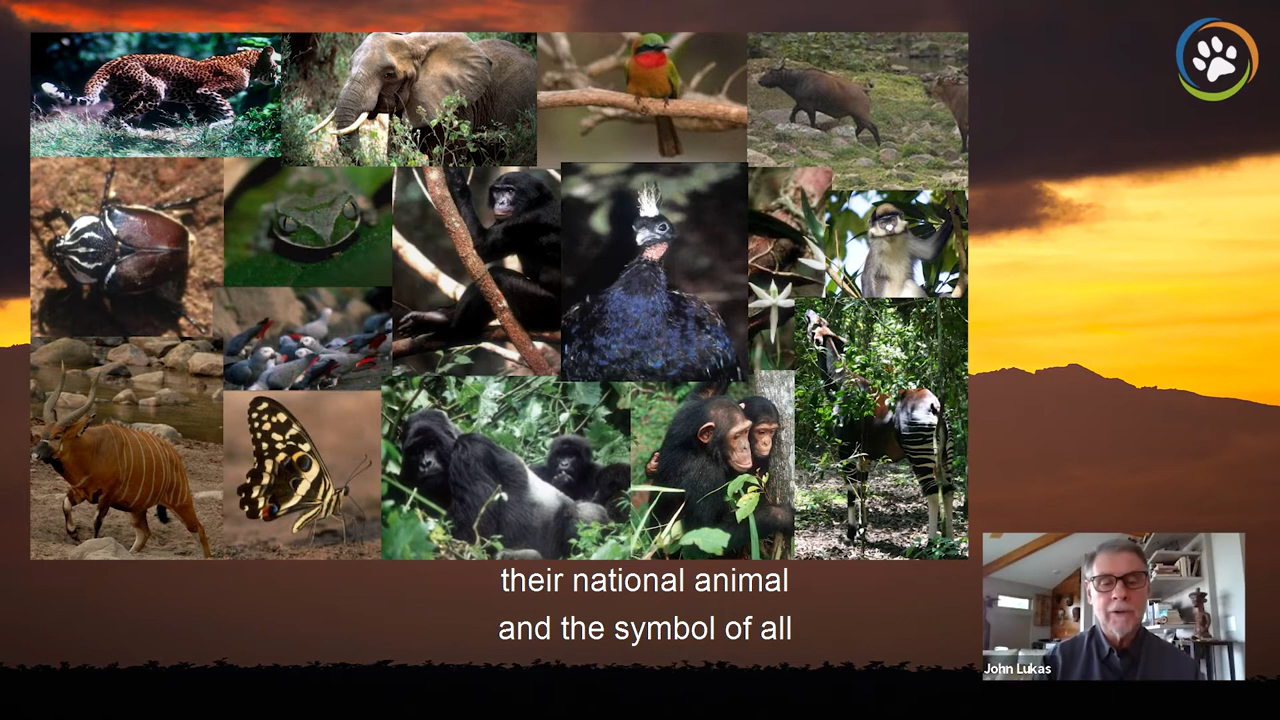 their national animal
and the symbol of all
John Lukas